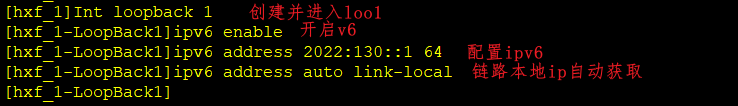 [hxf_1]Int loopback 1 创建并进入loo1
[hxf_1-LoopBack1]ipv6 enable 开启v6
[hxf_1-LoopBack1]ipv6 address 2022:130::1 64 配置ipv6
[hxf_1-LoopBack1]ipv6 address auto link-local 链路本地ip自动获取
[hxf_1-LoopBack1]